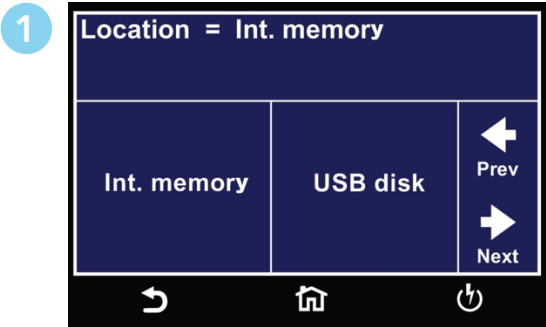 1
Location = Int. memory
Int. memory
USB disk
Prev
Next